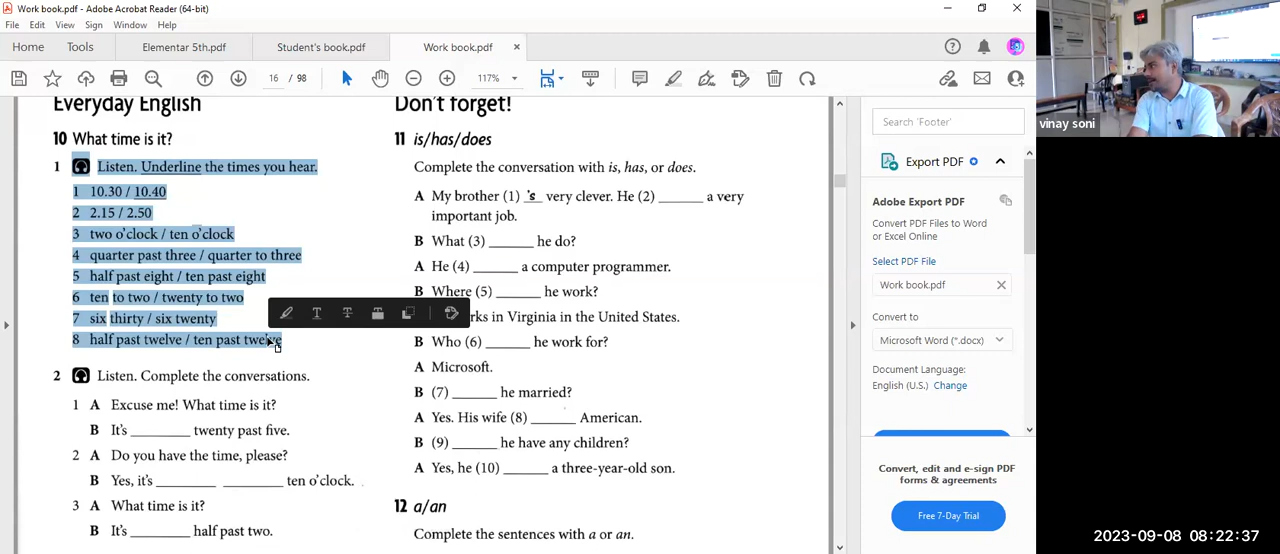 Work book.pdf - Adobe Acrobat Reader (64-bit)
File Edit View Sign Window Help
Home Tools Elementar 5th.pdf Student's book.pdf Work book.pdf ×
16 / 98 117%
Everyday English
10 What time is it?
1 Listen. Underline the times you hear.
1 10.30 / 10.40
2 2.15 / 2.50
3 two o'clock / ten o'clock
4 quarter past three / quarter to three
5 half past eight / ten past eight
6 ten to two / twenty to two
7 six thirty / six twenty
8 half past twelve / ten past twelve
2 Listen. Complete the conversations.
1 A Excuse me! What time is it?
B It's ________ twenty past five.
2 A Do you have the time, please?
B Yes, it's ________ ________ ten o'clock.
3 A What time is it?
B It's ________ half past two.
Don't forget!
11 is/has/does
Complete the conversation with is, has, or does.
A My brother (1) 's very clever. He (2) ______ a very
important job.
B What (3) ______ he do?
A He (4) ______ a computer programmer.
B Where (5) ______ he work?
rks in Virginia in the United States.
B Who (6) ______ he work for?
A Microsoft.
B (7) ______ he married?
A Yes. His wife (8) ______ American.
B (9) ______ he have any children?
A Yes, he (10) ______ a three-year-old son.
12 a/an
Complete the sentences with a or an.
Search 'Footer'
Export PDF
Adobe Export PDF
Convert PDF Files to Word
or Excel Online
Select PDF File
Work book.pdf
Convert to
Microsoft Word (*.docx)
Document Language:
English (U.S.) Change
Convert, edit and e-sign PDF
forms & agreements
Free 7-Day Trial
vinay soni
2023-09-08 08:22:37